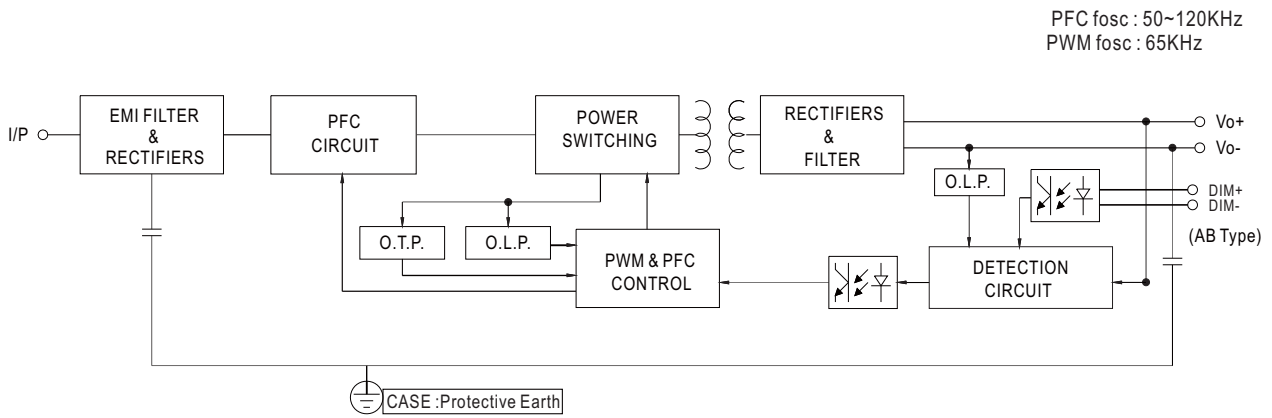 PFC fosc : 50~120KHz
PWM fosc : 65KHz
I/P
EMI FILTER
&
RECTIFIERS
PFC
CIRCUIT
POWER
SWITCHING
RECTIFIERS
&
FILTER
Vo+
Vo-
O.L.P.
DIM+
DIM-
(AB Type)
O.T.P.
O.L.P.
PWM & PFC
CONTROL
DETECTION
CIRCUIT
CASE :Protective Earth